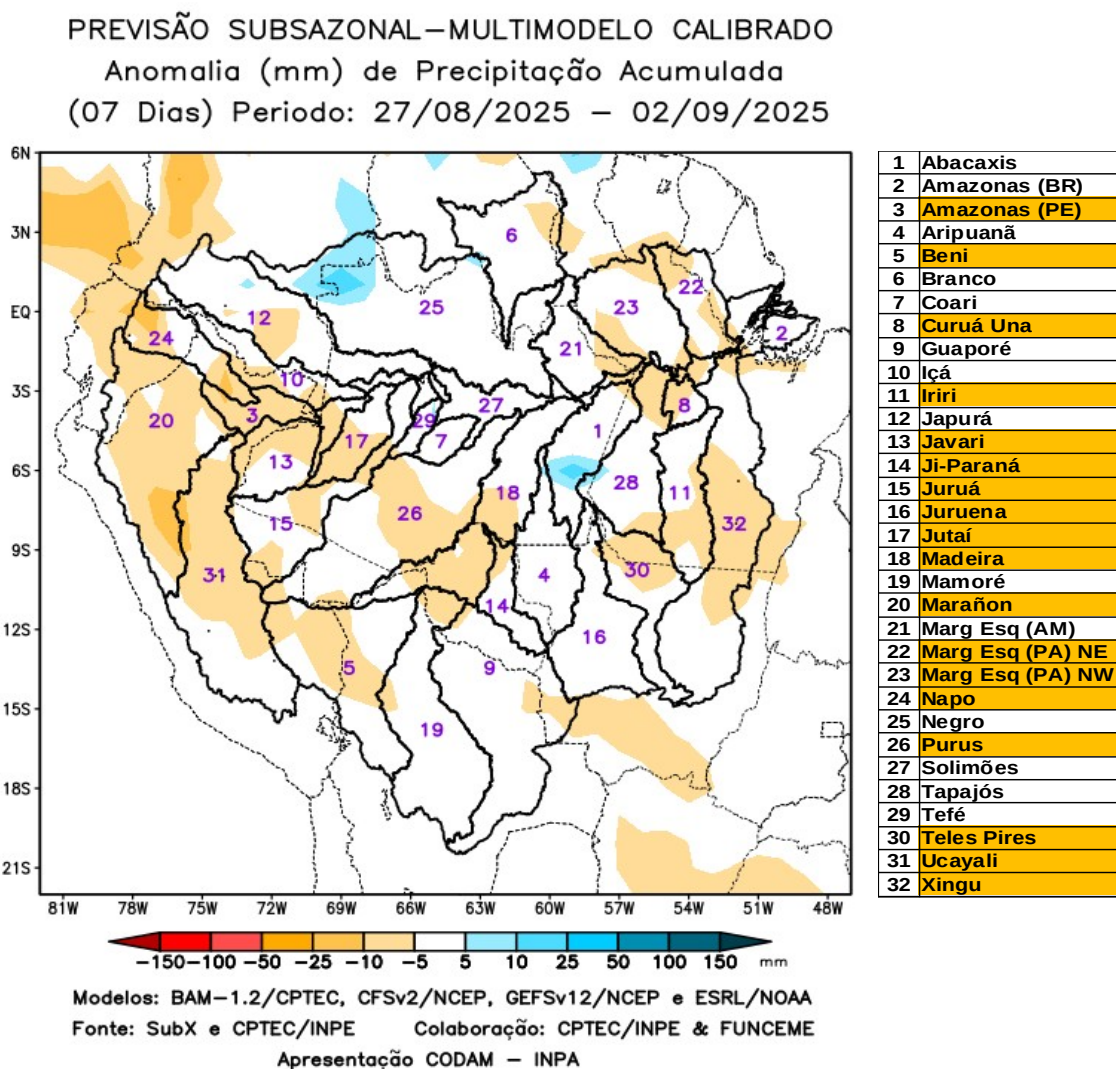 PREVISÃO SUBSAZONAL–MULTIMODELO CALIBRADO
Anomalia (mm) de Precipitação Acumulada
(07 Dias) Periodo: 27/08/2025 – 02/09/2025
6N
3N
EQ
3S
6S
9S
12S
15S
18S
21S
81W 78W 75W 72W 69W 66W 63W 60W 57W 54W 51W 48W
6
25
12
23
22
2
24
21
10
27
3
20
29
8
17
7
1
13
28
18
11
15
26
32
31
4
30
14
16
5
9
19
1 Abacaxis
2 Amazonas (BR)
3 Amazonas (PE)
4 Aripuanã
5 Beni
6 Branco
7 Coari
8 Curuá Una
9 Guaporé
10 Içá
11 Iriri
12 Japurá
13 Javari
14 Ji-Paraná
15 Juruá
16 Juruena
17 Jutaí
18 Madeira
19 Mamoré
20 Marañon
21 Marg Esq (AM)
22 Marg Esq (PA) NE
23 Marg Esq (PA) NW
24 Napo
25 Negro
26 Purus
27 Solimões
28 Tapajós
29 Tefé
30 Teles Pires
31 Ucayali
32 Xingu
-150 -100 -50 -25 -10 -5 5 10 25 50 100 150 mm
Modelos: BAM–1.2/CPTEC, CFSv2/NCEP, GEFSv12/NCEP e ESRL/NOAA
Fonte: SubX e CPTEC/INPE Colaboração: CPTEC/INPE & FUNCEME
Apresentação CODAM – INPA